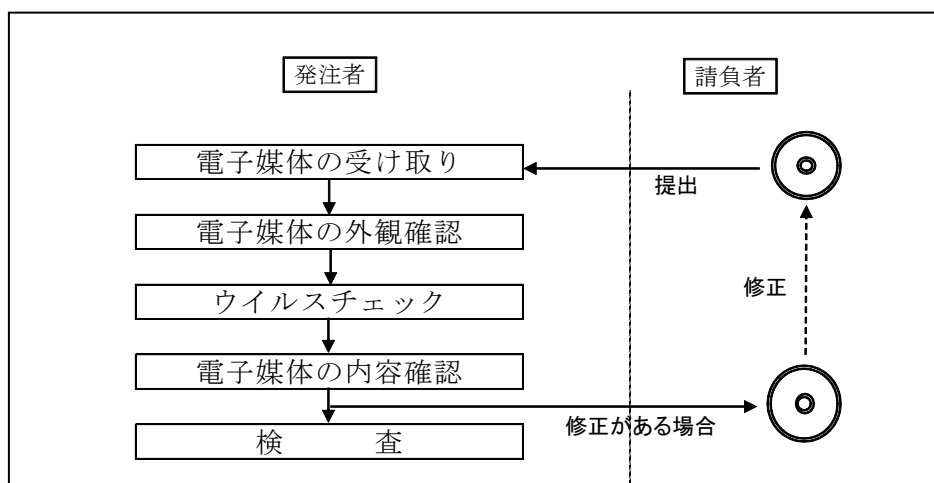 発注者
請負者
電子媒体の受け取り
提出
電子媒体の外観確認
ウイルスチェック
修正
電子媒体の内容確認
修正がある場合
検　　　査